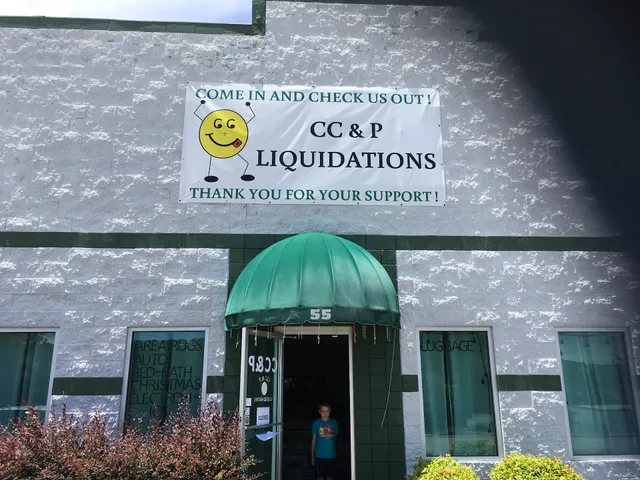 COME IN AND CHECK US OUT!
CC & P
LIQUIDATIONS
THANK YOU FOR YOUR SUPPORT!
55
AREA RUGS
AUTO
BED-BATH
CHRISTMAS
CC&P
LUGGAGE